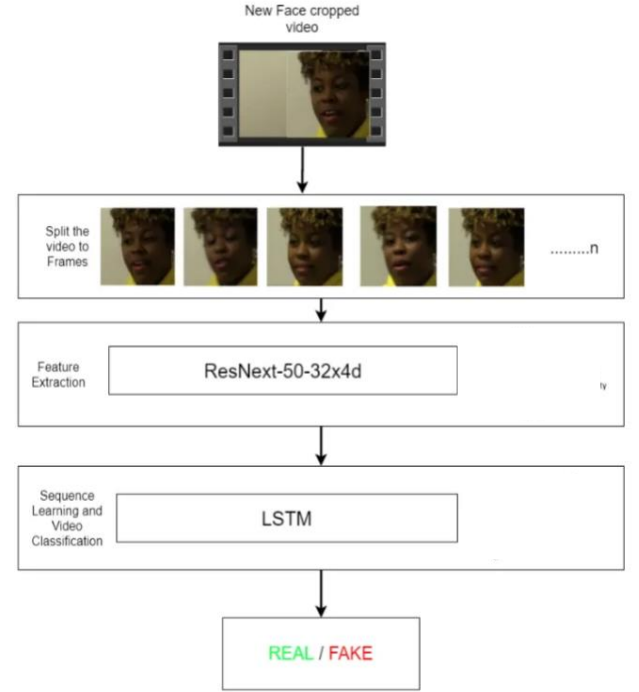 New Face cropped
video
Split the
video to
Frames
.........n
Feature
Extraction
ResNext-50-32x4d
ly
Sequence
Learning and
Video
Classification
LSTM
REAL / FAKE